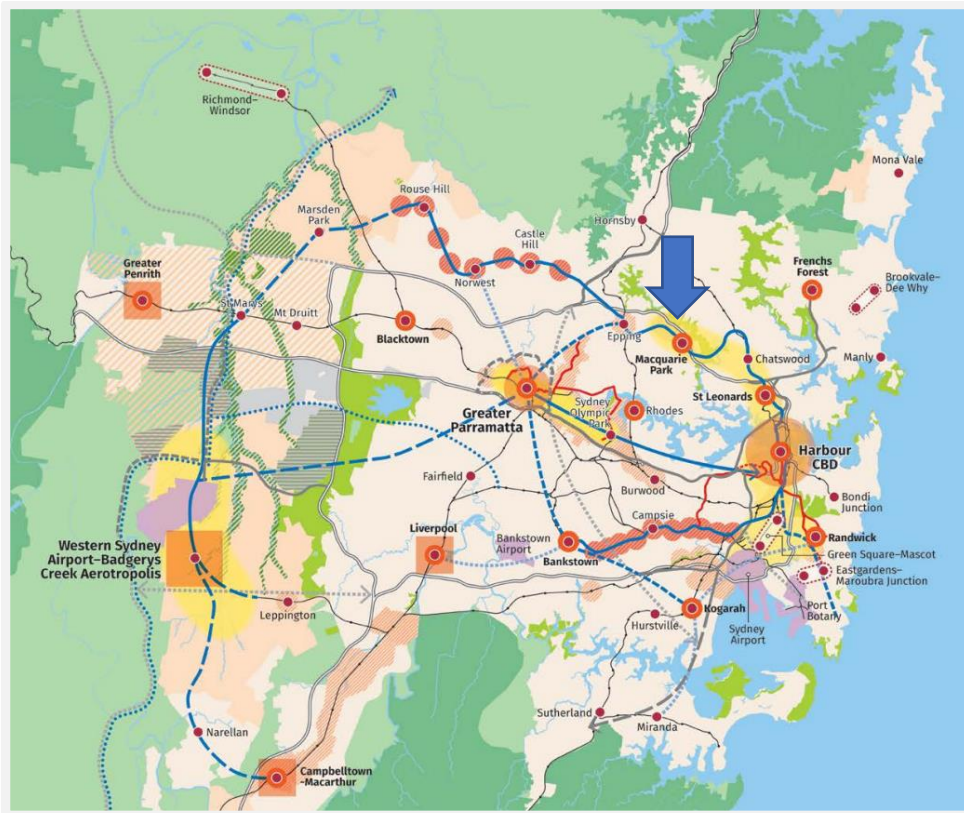 Richmond–
Windsor
Mona Vale
Rouse Hill
Marsden
Park
Hornsby
Castle
Hill
Greater
Penrith
Frenchs
Forest
Norwest
Brookvale–
Dee Why
St Marys
Mt Druitt
Epping
Blacktown
Macquarie
Park
Chatswood
Manly
St Leonards
Greater
Parramatta
Sydney
Olympic
Park
Rhodes
Harbour
CBD
Fairfield
Burwood
Bondi
Junction
Liverpool
Bankstown
Airport
Campsie
Western Sydney
Airport–Badgerys
Creek Aerotropolis
Bankstown
Randwick
Green Square–Mascot
Eastgardens–
Maroubra Junction
Leppington
Kogarah
Hurstville
Sydney
Airport
Port
Botany
Sutherland
Miranda
Narellan
Campbelltown
-Macarthur